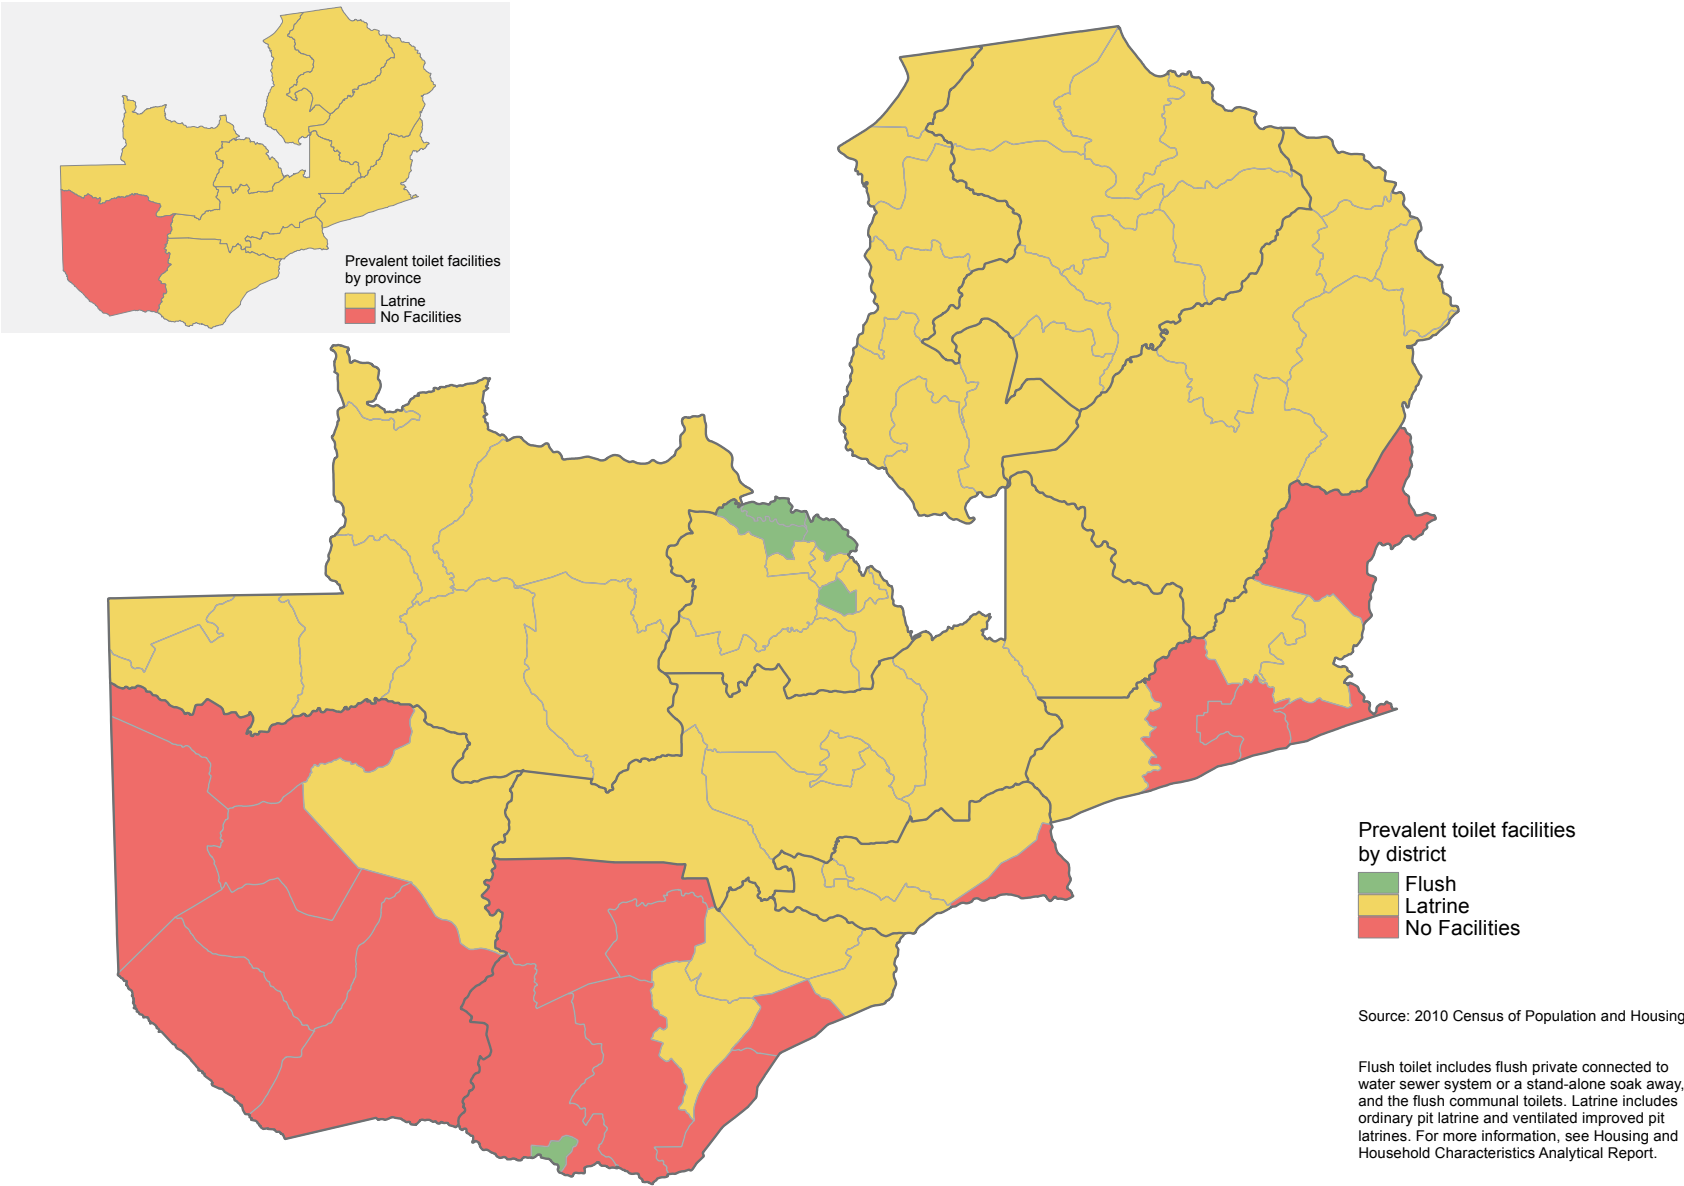 Prevalent toilet facilities
by province
Latrine
No Facilities
Prevalent toilet facilities
by district
Flush
Latrine
No Facilities
Source: 2010 Census of Population and Housing
Flush toilet includes flush private connected to
water sewer system or a stand-alone soak away,
and the flush communal toilets. Latrine includes
ordinary pit latrine and ventilated improved pit
latrines. For more information, see Housing and
Household Characteristics Analytical Report.